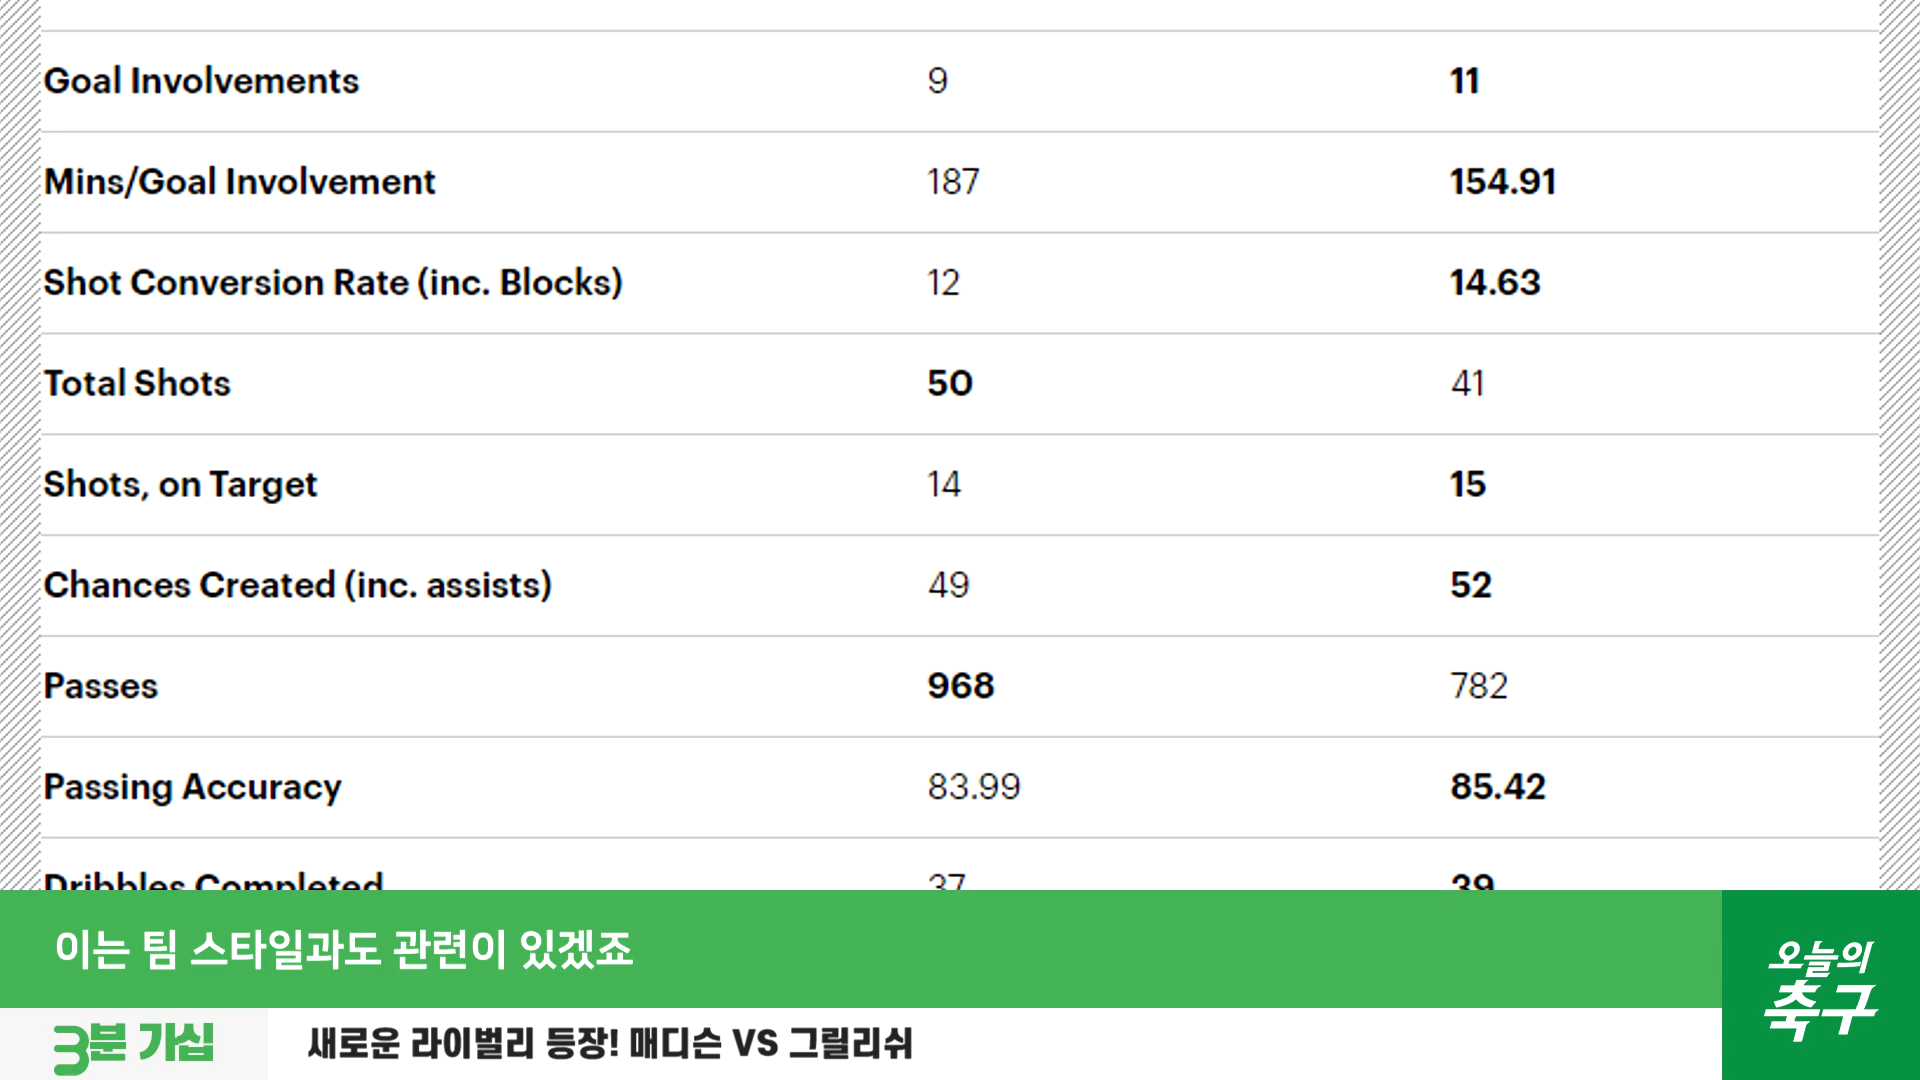 Goal Involvements 9 11
Mins/Goal Involvement 187 154.91
Shot Conversion Rate (inc. Blocks) 12 14.63
Total Shots 50 41
Shots, on Target 14 15
Chances Created (inc. assists) 49 52
Passes 968 782
Passing Accuracy 83.99 85.42
Dribbles Completed 37 39
이는 팀 스타일과도 관련이 있겠죠
오늘의
축구
3분 가십 새로운 라이벌리 등장! 매디슨 VS 그릴리쉬